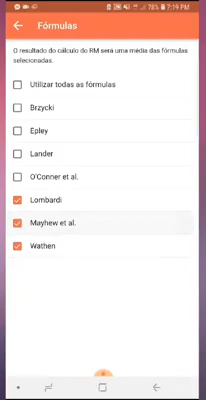 78% 7:19 PM
Fórmulas
O resultado do cálculo do RM será uma média das fórmulas
selecionadas.
Utilizar todas as fórmulas
Brzycki
Epley
Lander
O'Conner et al.
Lombardi
Mayhew et al.
Wathen